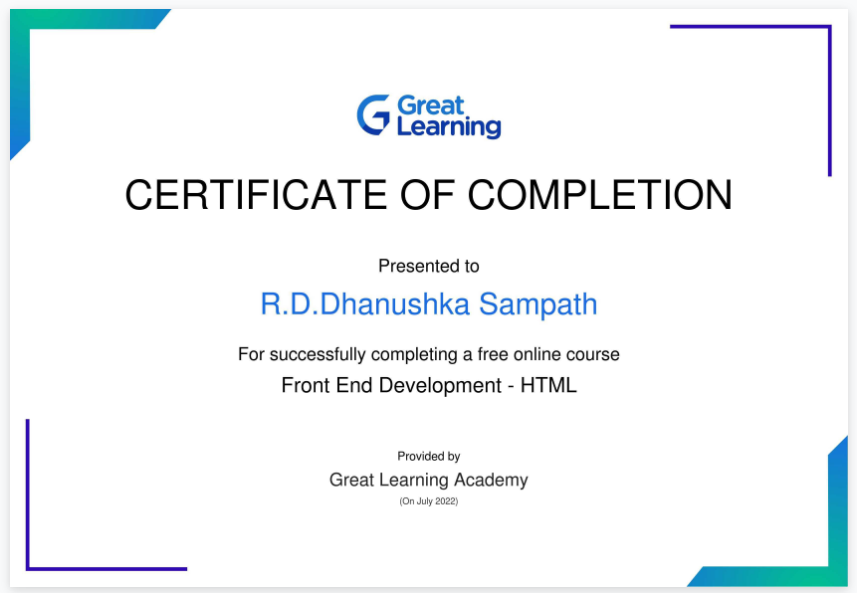 Great
Learning
CERTIFICATE OF COMPLETION
Presented to
R.D.Dhanushka Sampath
For successfully completing a free online course
Front End Development - HTML
Provided by
Great Learning Academy
(On July 2022)